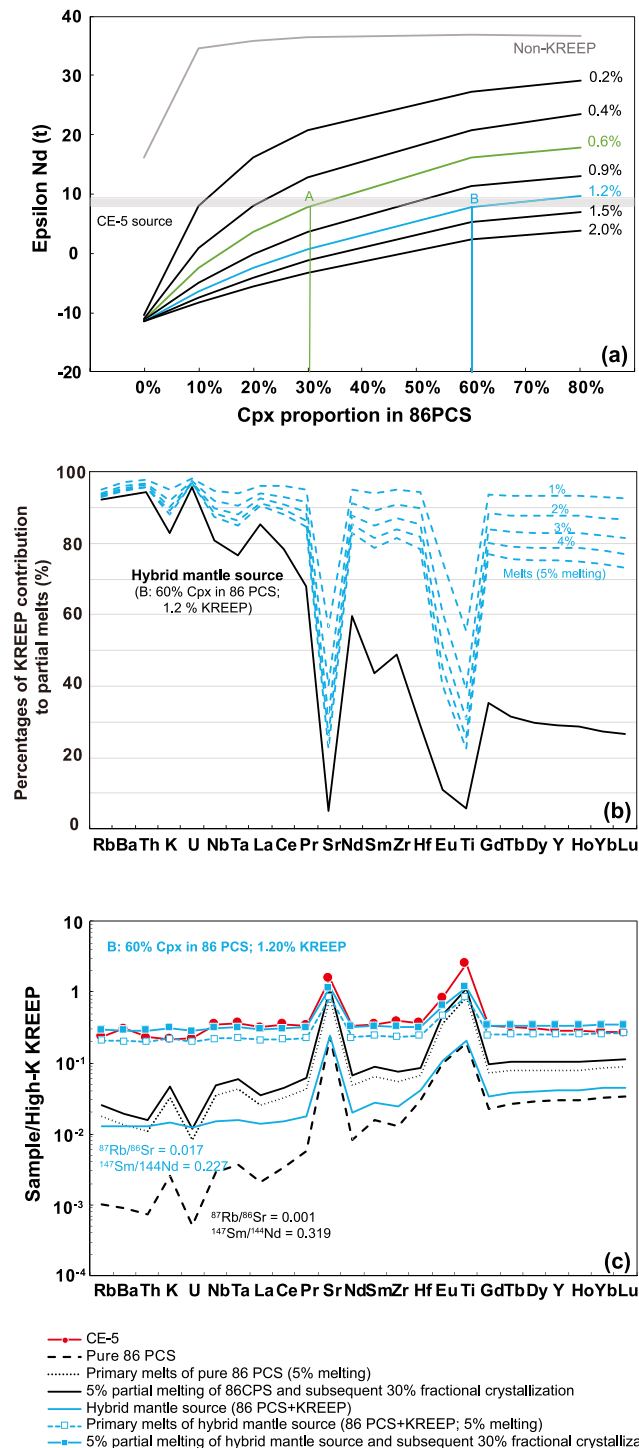 40
30
20
10
0
-10
-20
Epsilon Nd (t)
Non-KREEP
0.2%
0.4%
0.6%
0.9%
1.2%
1.5%
2.0%
A
B
CE-5 source
(a)
0% 10% 20% 30% 40% 50% 60% 70% 80%
Cpx proportion in 86PCS
100
80
60
40
20
0
Percentages of KREEP contribution
to partial melts (%)
1%
2%
3%
4%
Melts (5% melting)
Hybrid mantle source
(B: 60% Cpx in 86 PCS;
1.2 % KREEP)
(b)
Rb Ba Th K U Nb Ta La Ce Pr Sr Nd Sm Zr Hf Eu Ti Gd Tb Dy Y Ho Yb Lu
10
1
10-1
10-2
10-3
10-4
Sample/High-K KREEP
B: 60% Cpx in 86 PCS; 1.20% KREEP
87Rb/86Sr = 0.017
147Sm/144Nd = 0.227
87Rb/86Sr = 0.001
147Sm/144Nd = 0.319
(c)
Rb Ba Th K U Nb Ta La Ce Pr Sr Nd Sm Zr Hf Eu Ti Gd Tb Dy Y Ho Yb Lu
CE-5
Pure 86 PCS
Primary melts of pure 86 PCS (5% melting)
5% partial melting of 86CPS and subsequent 30% fractional crystallization
Hybrid mantle source (86 PCS+KREEP)
Primary melts of hybrid mantle source (86 PCS+KREEP; 5% melting)
5% partial melting of hybrid mantle source and subsequent 30% fractional crystalliza